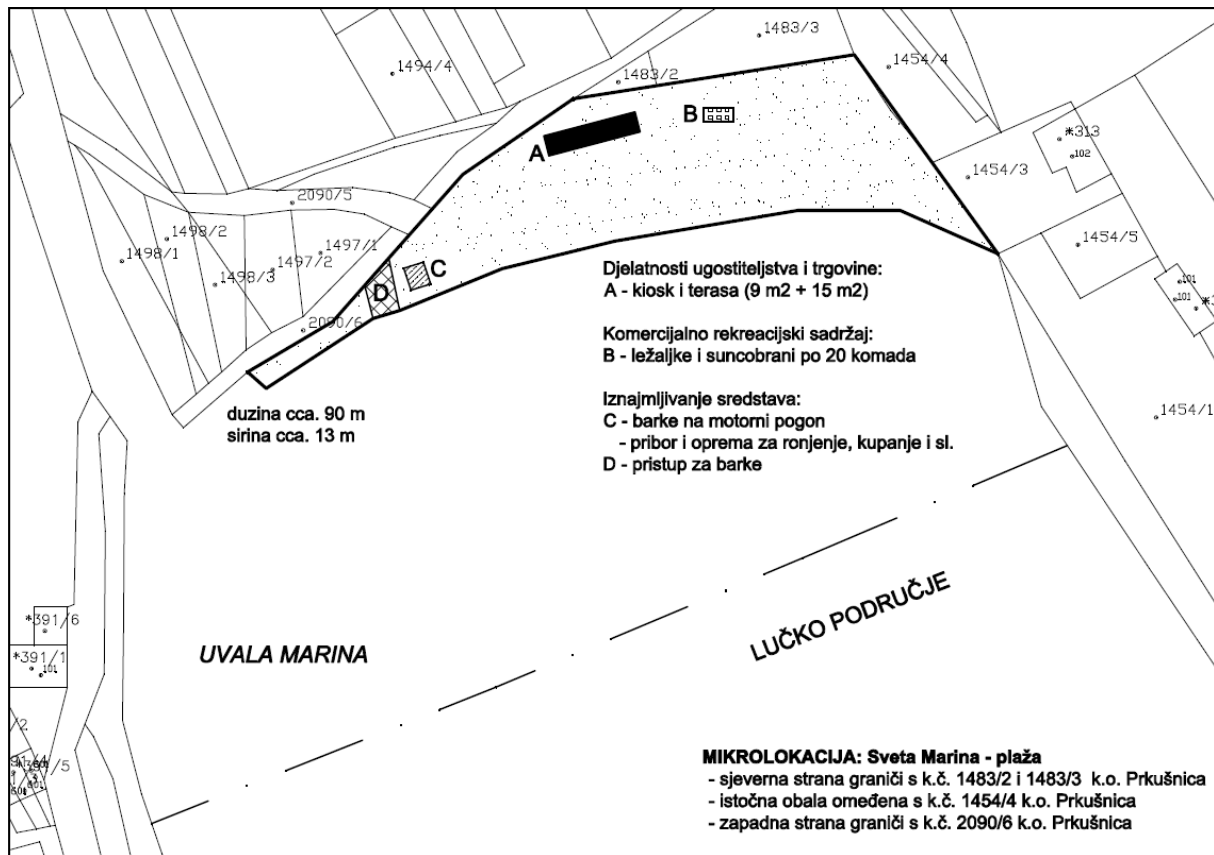 1483/3
1494/4
1483/2
1454/4
B
A
*313
102
1454/3
2090/5
1498/2
1498/1
1497/1
1497/2
1498/3
1454/5
C
D
2090/6
101
101
Djelatnosti ugostiteljstva i trgovine:
A - kiosk i terasa (9 m2 + 15 m2)
Komercijalno rekreacijski sadržaj:
B - ležaljke i suncobrani po 20 komada
Iznajmljivanje sredstava:
C - barke na motorni pogon
- pribor i oprema za ronjenje, kupanje i sl.
D - pristup za barke
duzina cca. 90 m
sirina cca. 13 m
1454/1
*391/6
*391/1
101
UVALA MARINA
LUČKO PODRUČJE
MIKROLOKACIJA: Sveta Marina - plaža
- sjeverna strana graniči s k.č. 1483/2 i 1483/3 k.o. Prkušnica
- istočna obala omeđena s k.č. 1454/4 k.o. Prkušnica
- zapadna strana graniči s k.č. 2090/6 k.o. Prkušnica